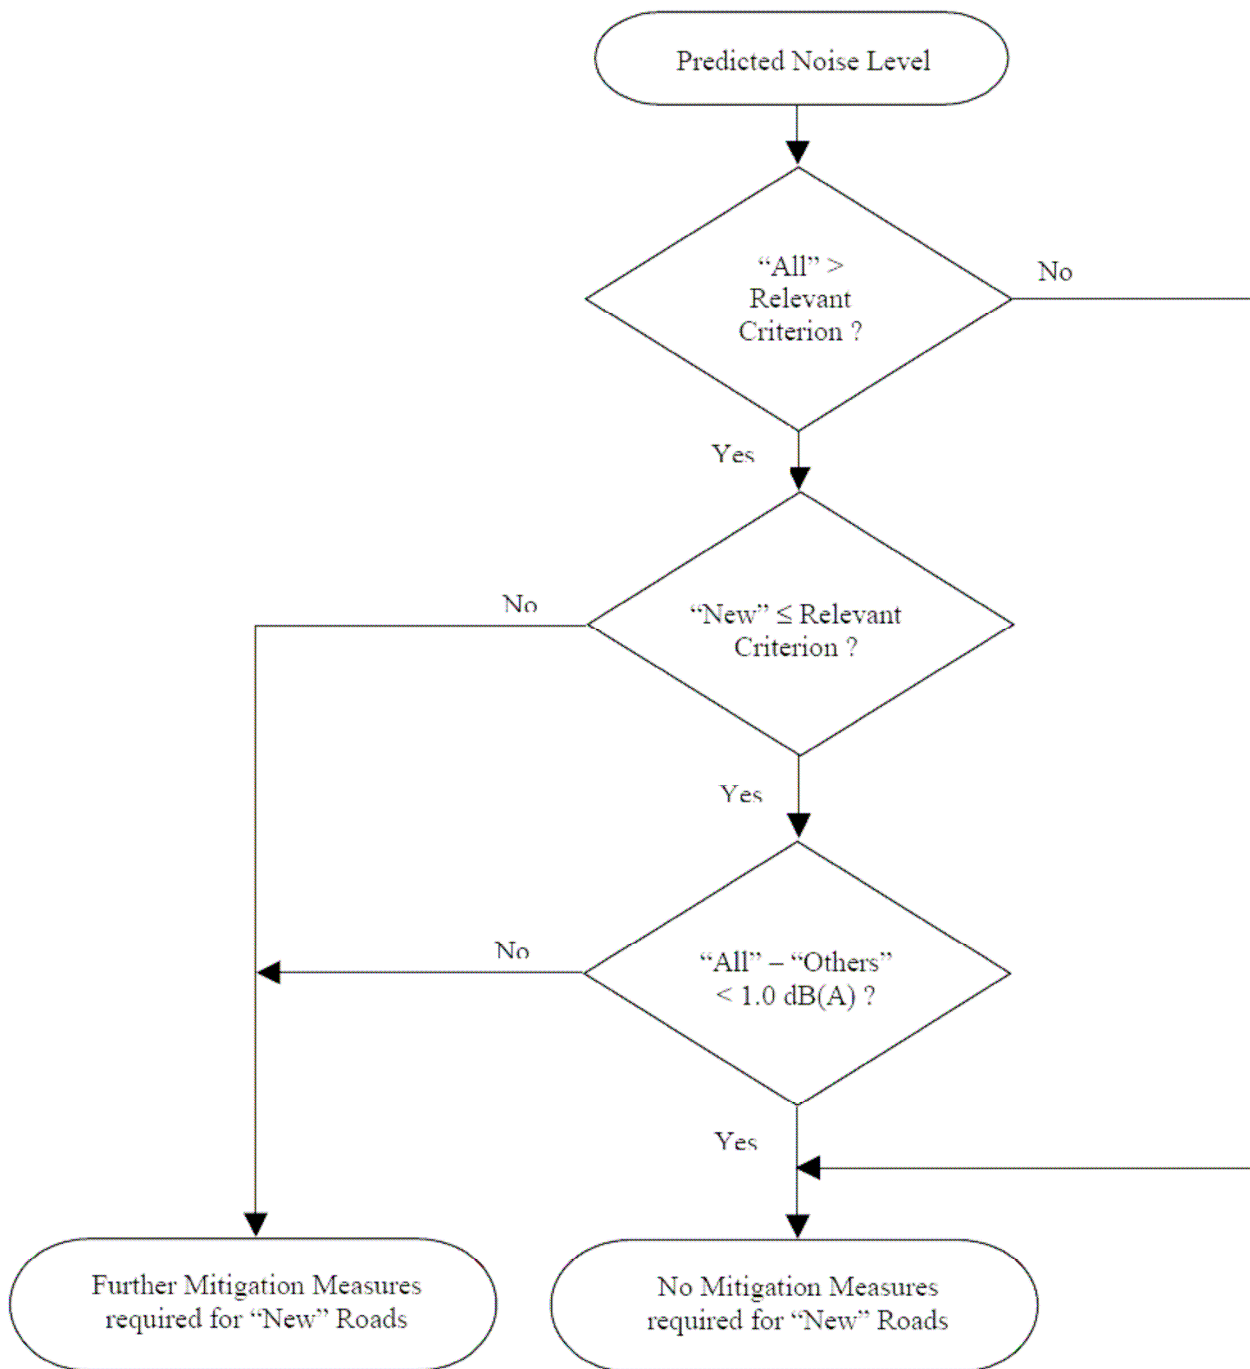 Predicted Noise Level
“All” >
Relevant
Criterion ?
No
Yes
“New” ≤ Relevant
Criterion ?
No
Yes
“All” – “Others”
< 1.0 dB(A) ?
No
Yes
Further Mitigation Measures
required for “New” Roads
No Mitigation Measures
required for “New” Roads